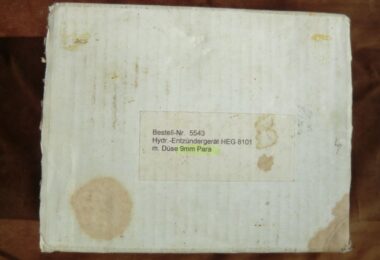 Bestell-Nr. 5543
Hydr.-Entzündergerät HEG 8101
m. Düse 9mm Para